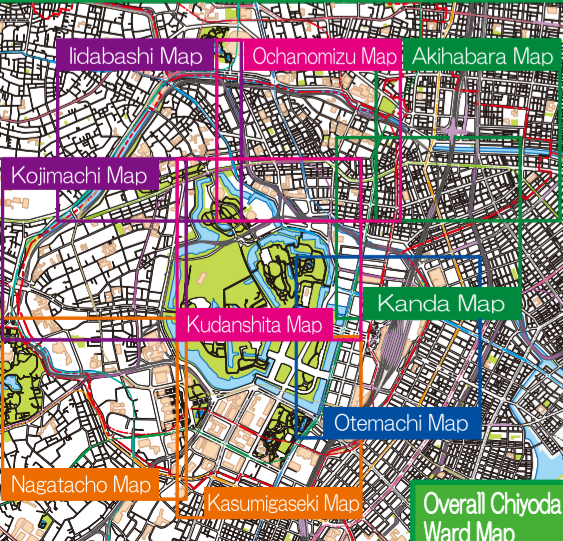 Iidabashi Map
Ochanomizu Map
Akihabara Map
Kojimachi Map
Kanda Map
Kudanshita Map
Otemachi Map
Nagatacho Map
Kasumigaseki Map
Overall Chiyoda
Ward Map